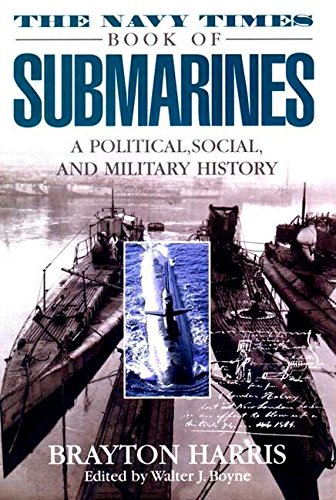 THE NAVY TIMES
BOOK OF
SUBMARINES
A POLITICAL, SOCIAL,
AND MILITARY HISTORY
BRAYTON HARRIS
Edited by Walter J. Boyne